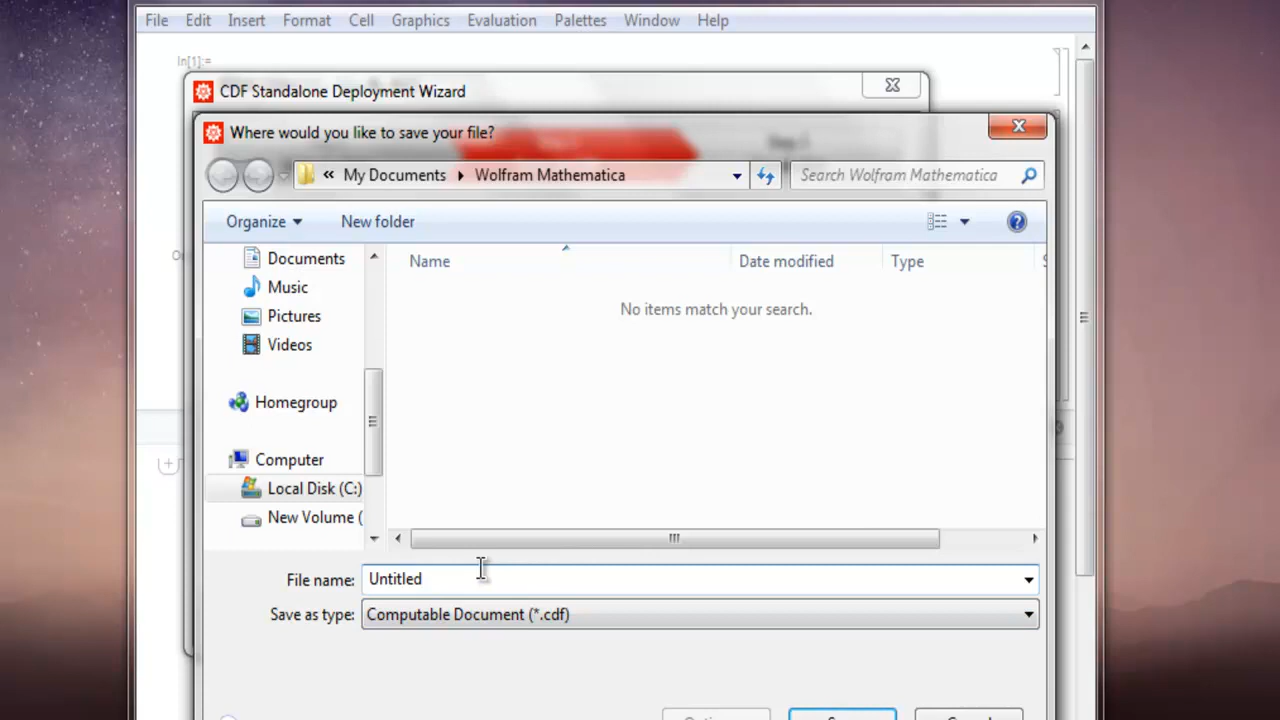 File Edit Insert Format Cell Graphics Evaluation Palettes Window Help
In[1]:=
CDF Standalone Deployment Wizard
Where would you like to save your file?
« My Documents Wolfram Mathematica Search Wolfram Mathematica
Organize New folder
Documents Name Date modified Type
Music
No items match your search.
Pictures
Videos
Homegroup
Computer
Local Disk (C:)
New Volume (
File name: Untitled
Save as type: Computable Document (*.cdf)